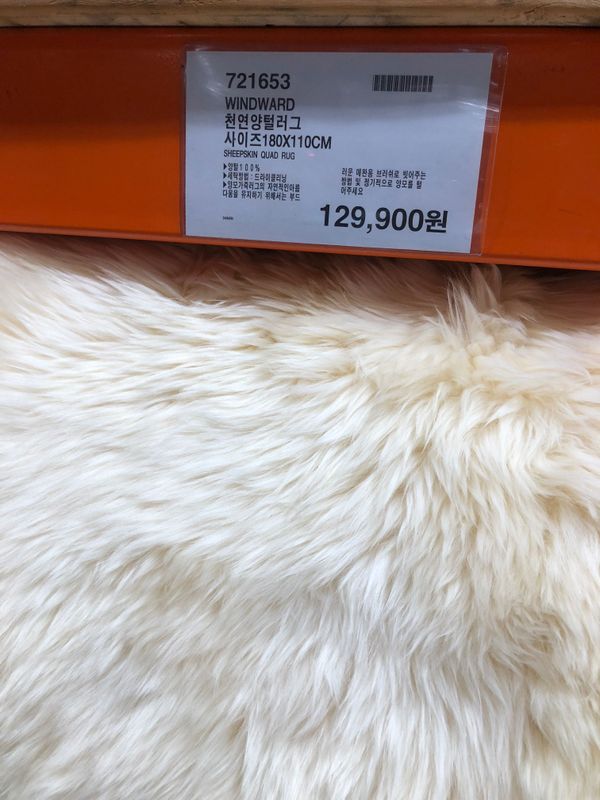 721653
WINDWARD
천연양털러그
사이즈180X110CM
SHEEPSKIN QUAD RUG
▶양털100%
▶세탁방법 : 드라이클리닝
▶양모가죽러그의 자연적인아름
다움을 유지하기 위해서는 부드
러운 애완용 브러쉬로 빗어주는
방법 및 정기적으로 양모를 털
어주세요
129,900원